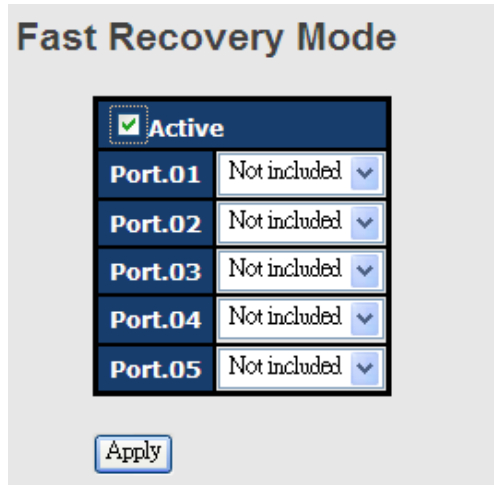 Fast Recovery Mode
Active
Port.01 Not included
Port.02 Not included
Port.03 Not included
Port.04 Not included
Port.05 Not included
Apply